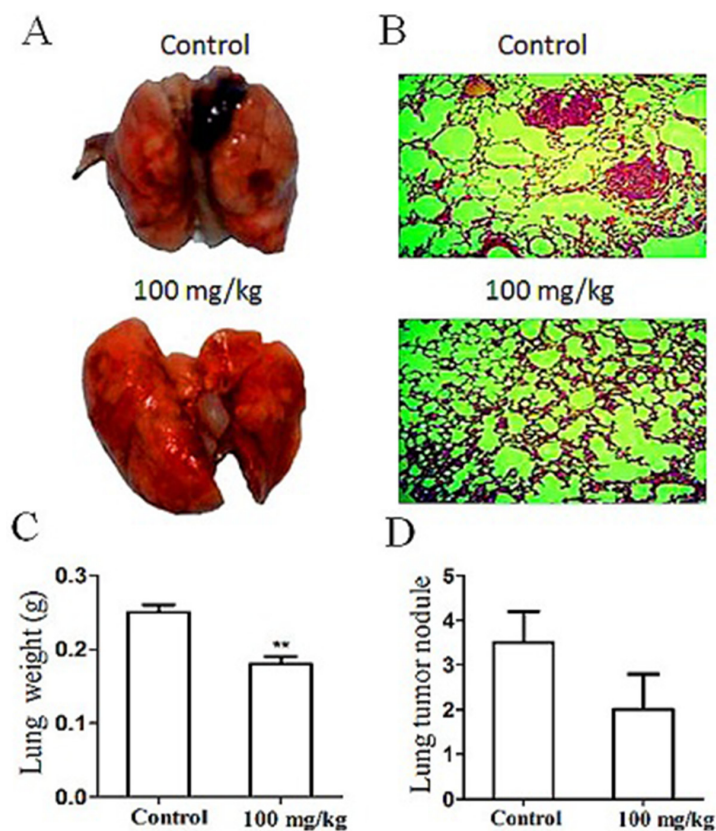 A
Control
B
Control
100 mg/kg
100 mg/kg
C
Lung weight (g)
0.3
0.2
0.1
0.0
**
Control
100 mg/kg
D
Lung tumor nodule
5
4
3
2
1
0
Control
100 mg/kg